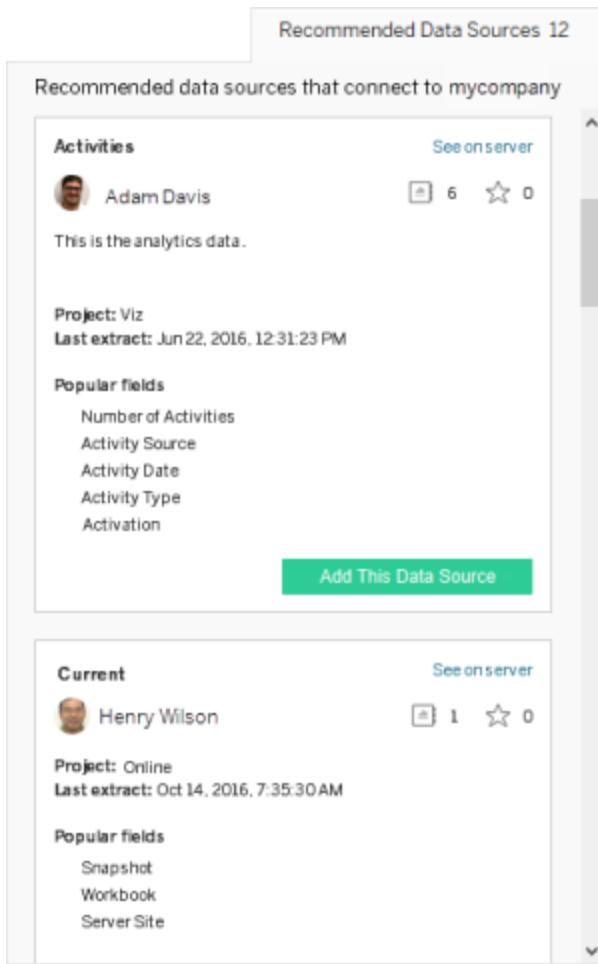 Recommended Data Sources 12
Recommended data sources that connect to mycompany
Activities See on server
Adam Davis 6 0
This is the analytics data.
Project: Viz
Last extract: Jun 22, 2016, 12:31:23 PM
Popular fields
Number of Activities
Activity Source
Activity Date
Activity Type
Activation
Add This Data Source
Current See on server
Henry Wilson 1 0
Project: Online
Last extract: Oct 14, 2016, 7:35:30 AM
Popular fields
Snapshot
Workbook
Server Site